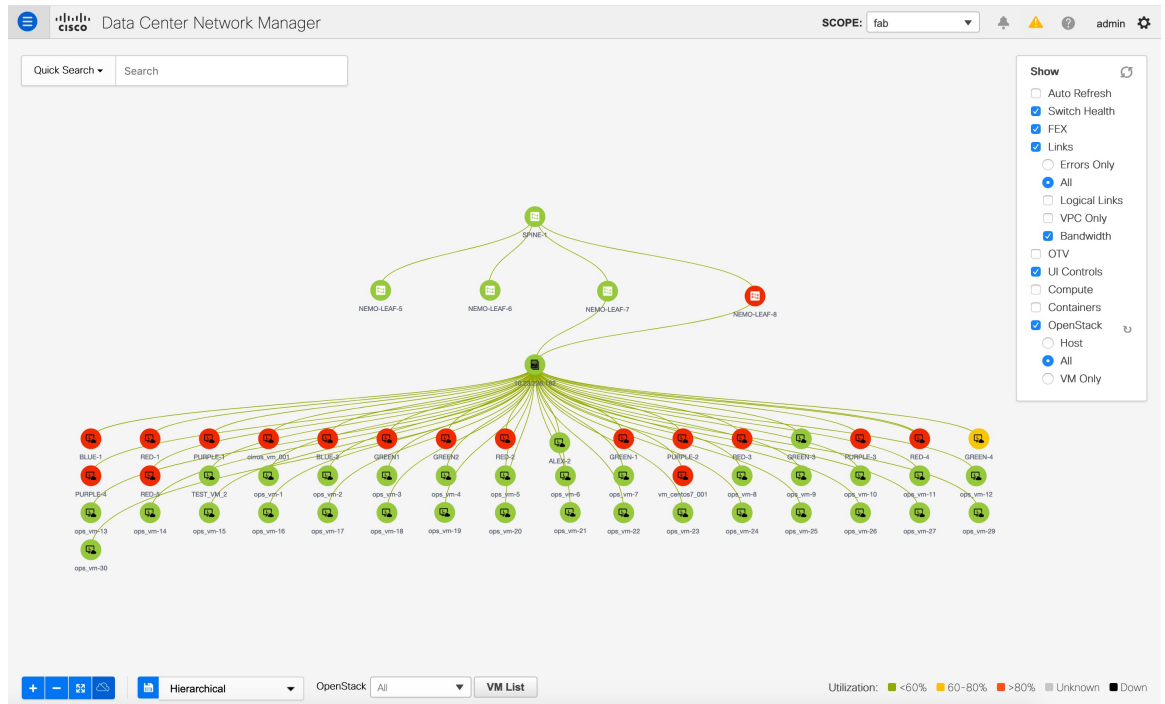 cisco Data Center Network Manager
SCOPE: fab
admin
Quick Search
Search
Show
Auto Refresh
Switch Health
FEX
Links
Errors Only
All
Logical Links
VPC Only
Bandwidth
OTV
UI Controls
Compute
Containers
OpenStack
Host
All
VM Only
SPINE-1
NEMO-LEAF-5 NEMO-LEAF-6 NEMO-LEAF-7 NEMO-LEAF-8
BLUE-1 RED-1 PURPLE-1 cirros_vm_001 BLUE-2 GREEN1 GREEN2 RED-2 ALEX-2 GREEN-1 PURPLE-2 RED-3 GREEN-3 PURPLE-3 RED-4 GREEN-4
PURPLE-4 RED-5 TEST_VM_2 ops_vm-1 ops_vm-2 ops_vm-3 ops_vm-4 ops_vm-5 ops_vm-6 ops_vm-7 vm_centos7_001 ops_vm-8 ops_vm-9 ops_vm-10 ops_vm-11 ops_vm-12
ops_vm-13 ops_vm-14 ops_vm-15 ops_vm-16 ops_vm-17 ops_vm-18 ops_vm-19 ops_vm-20 ops_vm-21 ops_vm-22 ops_vm-23 ops_vm-24 ops_vm-25 ops_vm-26 ops_vm-27 ops_vm-29
ops_vm-30
Hierarchical
OpenStack All
VM List
Utilization: <60% 60-80% >80% Unknown Down